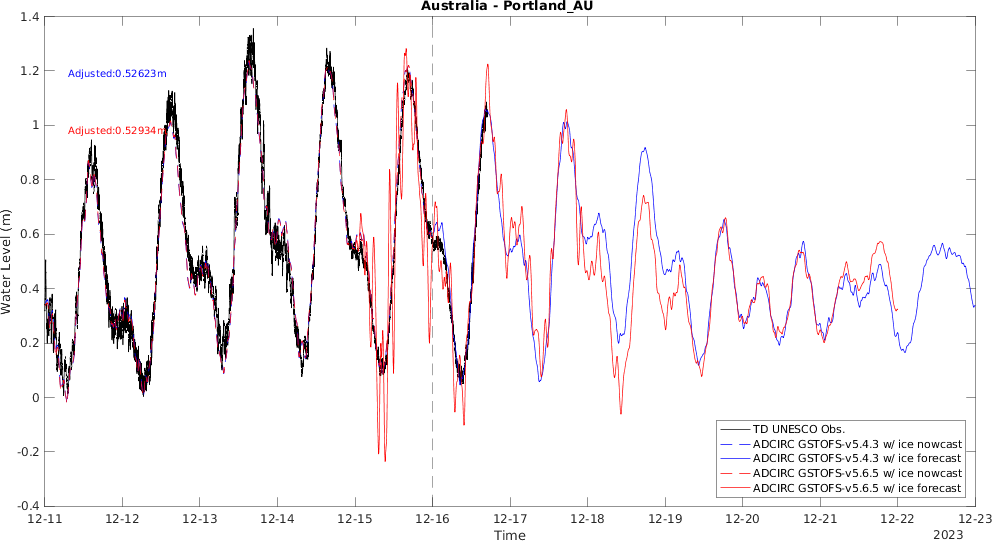 Australia - Portland_AU
Water Level (m)
1.4
1.2
1
0.8
0.6
0.4
0.2
0
-0.2
-0.4
Adjusted:0.52623m
Adjusted:0.52934m
TD UNESCO Obs.
ADCIRC GSTOFS-v5.4.3 w/ ice nowcast
ADCIRC GSTOFS-v5.4.3 w/ ice forecast
ADCIRC GSTOFS-v5.6.5 w/ ice nowcast
ADCIRC GSTOFS-v5.6.5 w/ ice forecast
12-11 12-12 12-13 12-14 12-15 12-16 12-17 12-18 12-19 12-20 12-21 12-22 12-23
Time
2023